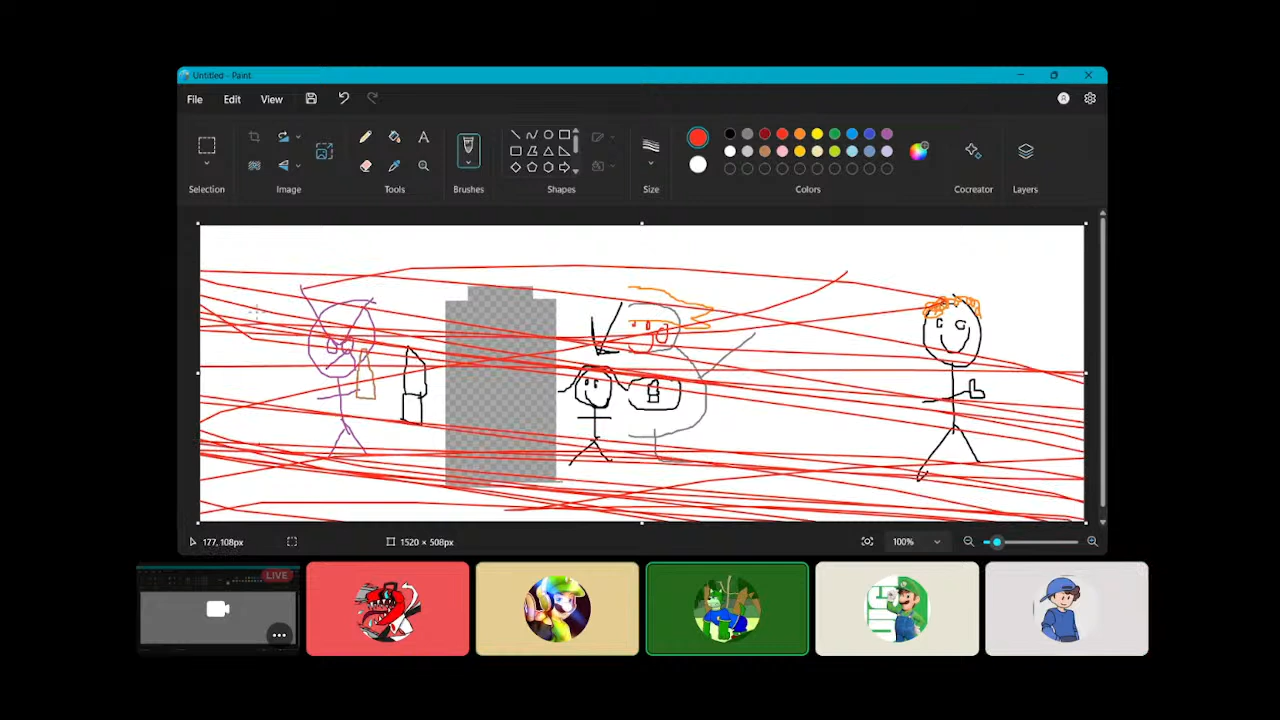 Untitled - Paint
File Edit View
Selection Image Tools Brushes Shapes Size Colors Cocreator Layers
177, 108px 1520 × 508px 100%
LIVE